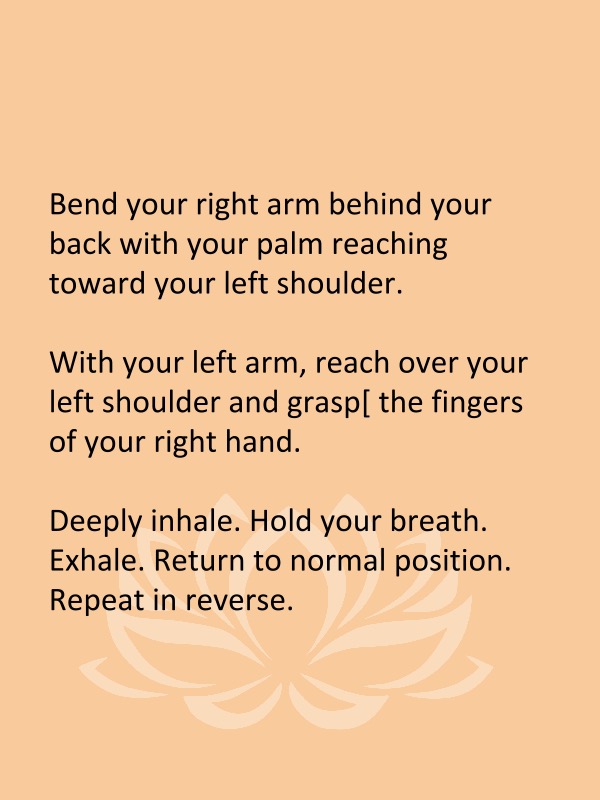 Bend your right arm behind your
back with your palm reaching
toward your left shoulder.
With your left arm, reach over your
left shoulder and grasp[ the fingers
of your right hand.
Deeply inhale. Hold your breath.
Exhale. Return to normal position.
Repeat in reverse.